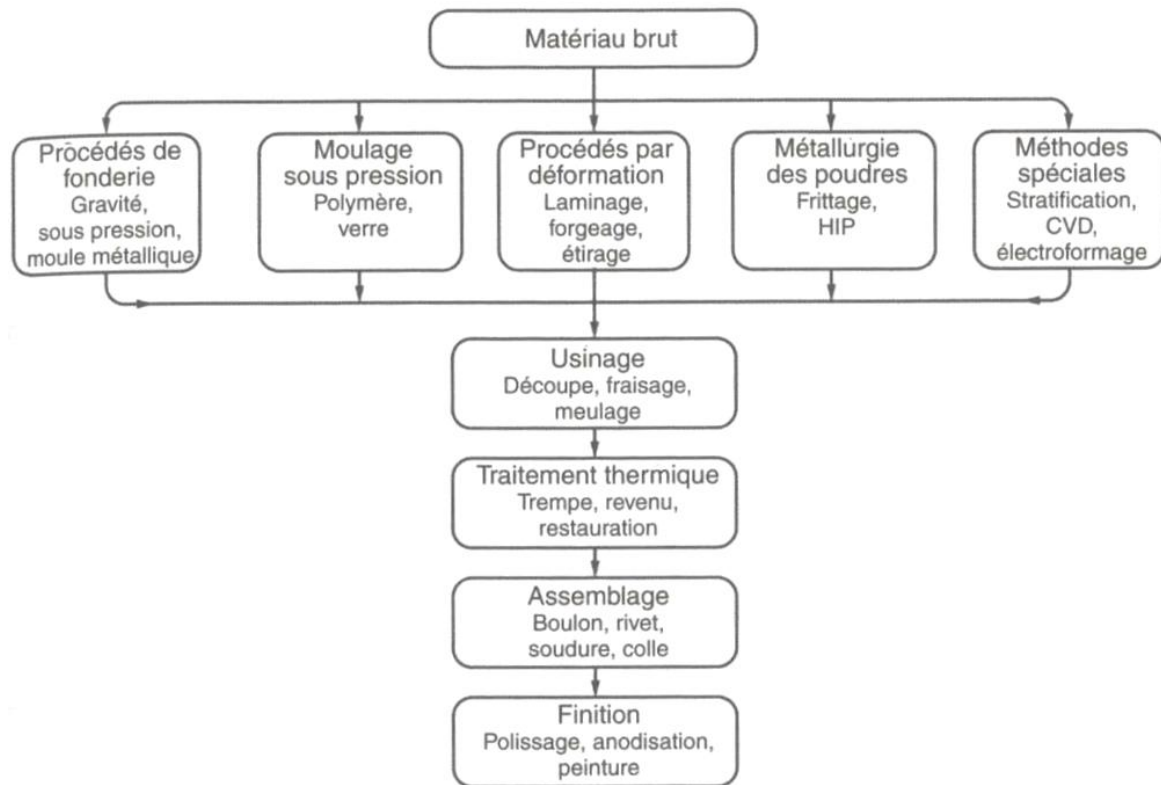 Matériau brut
Procédés de
fonderie
Gravité,
sous pression,
moule métallique
Moulage
sous pression
Polymère,
verre
Procédés par
déformation
Laminage,
forgeage,
étirage
Métallurgie
des poudres
Frittage,
HIP
Méthodes
spéciales
Stratification,
CVD,
électroformage
Usinage
Découpe, fraisage,
meulage
Traitement thermique
Trempe, revenu,
restauration
Assemblage
Boulon, rivet,
soudure, colle
Finition
Polissage, anodisation,
peinture